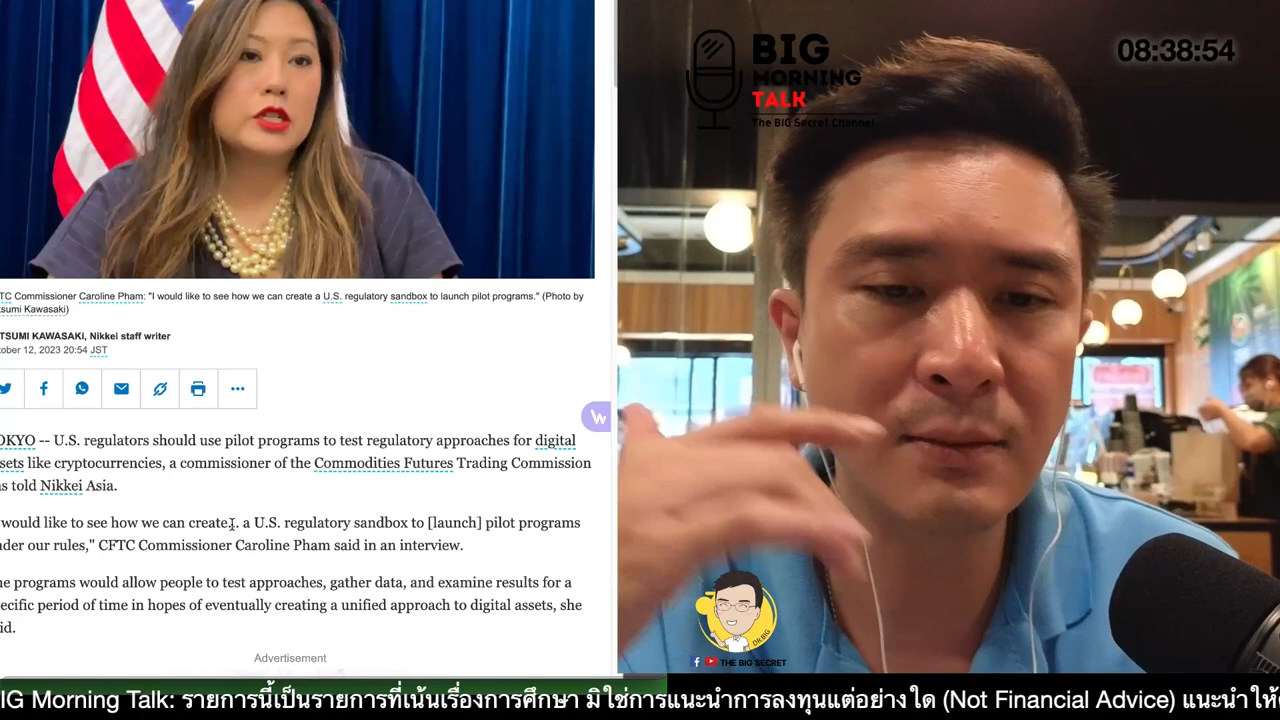 TC Commissioner Caroline Pham: "I would like to see how we can create a U.S. regulatory sandbox to launch pilot programs." (Photo by
sumi Kawasaki)
TSUMI KAWASAKI, Nikkei staff writer
tober 12, 2023 20:54 JST
OKYO -- U.S. regulators should use pilot programs to test regulatory approaches for digital
sets like cryptocurrencies, a commissioner of the Commodities Futures Trading Commission
as told Nikkei Asia.
would like to see how we can create.. a U.S. regulatory sandbox to [launch] pilot programs
nder our rules," CFTC Commissioner Caroline Pham said in an interview.
he programs would allow people to test approaches, gather data, and examine results for a
ecific period of time in hopes of eventually creating a unified approach to digital assets, she
id.
Advertisement
BIG
MORNING
TALK
The BIG Secret Channel
08:38:54
DR.BIG
THE BIG SECRET
IG Morning Talk: รายการนี้เป็นรายการที่เน้นเรื่องการศึกษา มิใช่การแนะนำการลงทุนแต่อย่างใด (Not Financial Advice) แนะนำให้